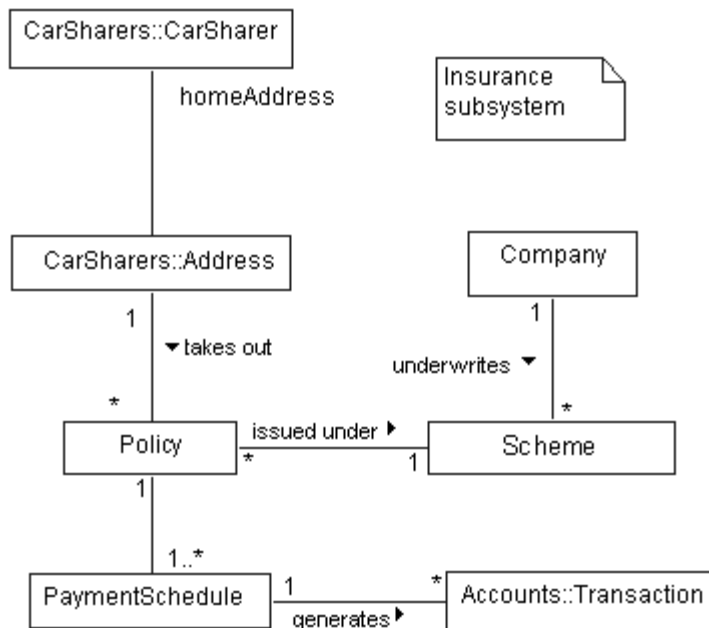 CarSharers::CarSharer
Insurance
subsystem
homeAddress
CarSharers::Address
Company
1
1
takes out
underwrites
*
*
Policy
issued under
Scheme
*
1
1
1..*
PaymentSchedule
1
*
Accounts::Transaction
generates